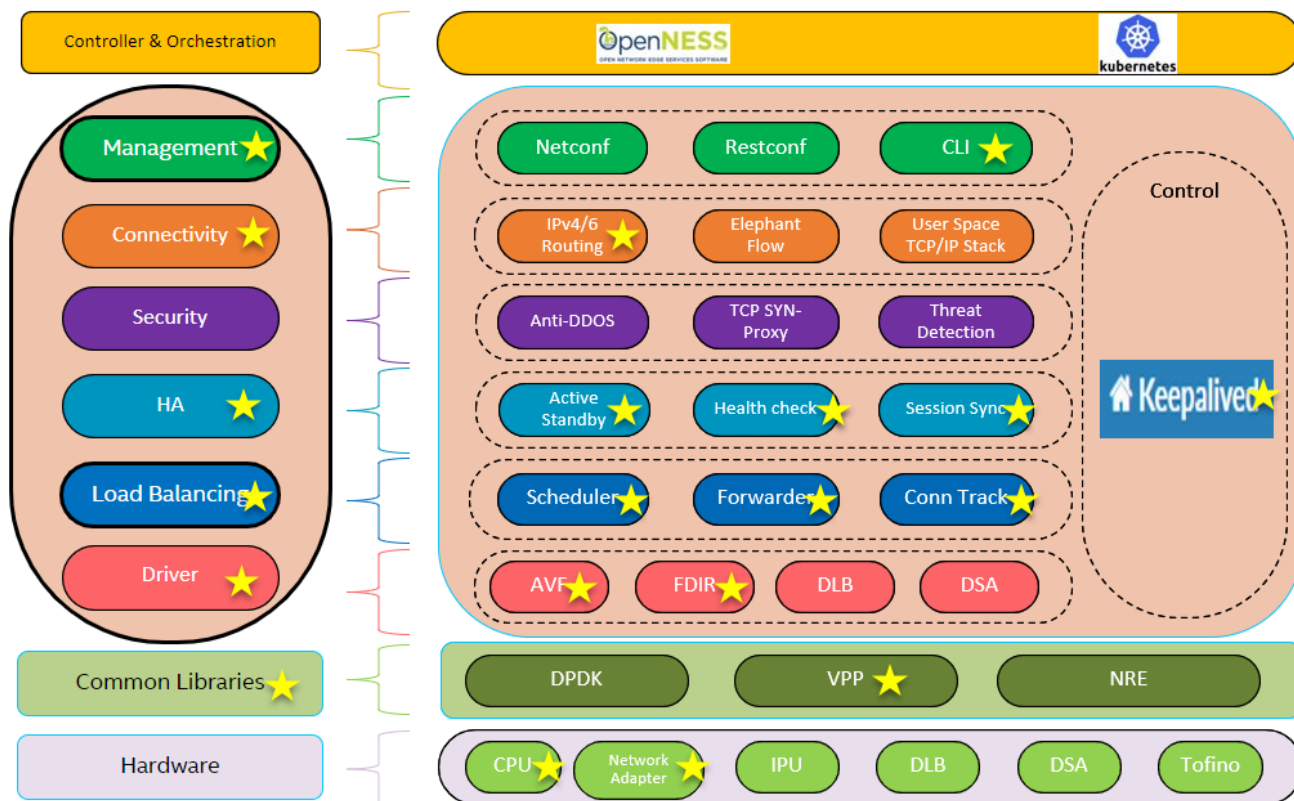 Controller & Orchestration
OpenNESS
OPEN NETWORK EDGE SERVICES SOFTWARE
kubernetes
Management
Netconf
Restconf
CLI
Control
Connectivity
IPv4/6
Routing
Elephant
Flow
User Space
TCP/IP Stack
Security
Anti-DDOS
TCP SYN-
Proxy
Threat
Detection
HA
Active
Standby
Health check
Session Sync
Keepalived
Load Balancing
Scheduler
Forwarder
Conn Track
Driver
AVF
FDIR
DLB
DSA
Common Libraries
DPDK
VPP
NRE
Hardware
CPU
Network
Adapter
IPU
DLB
DSA
Tofino